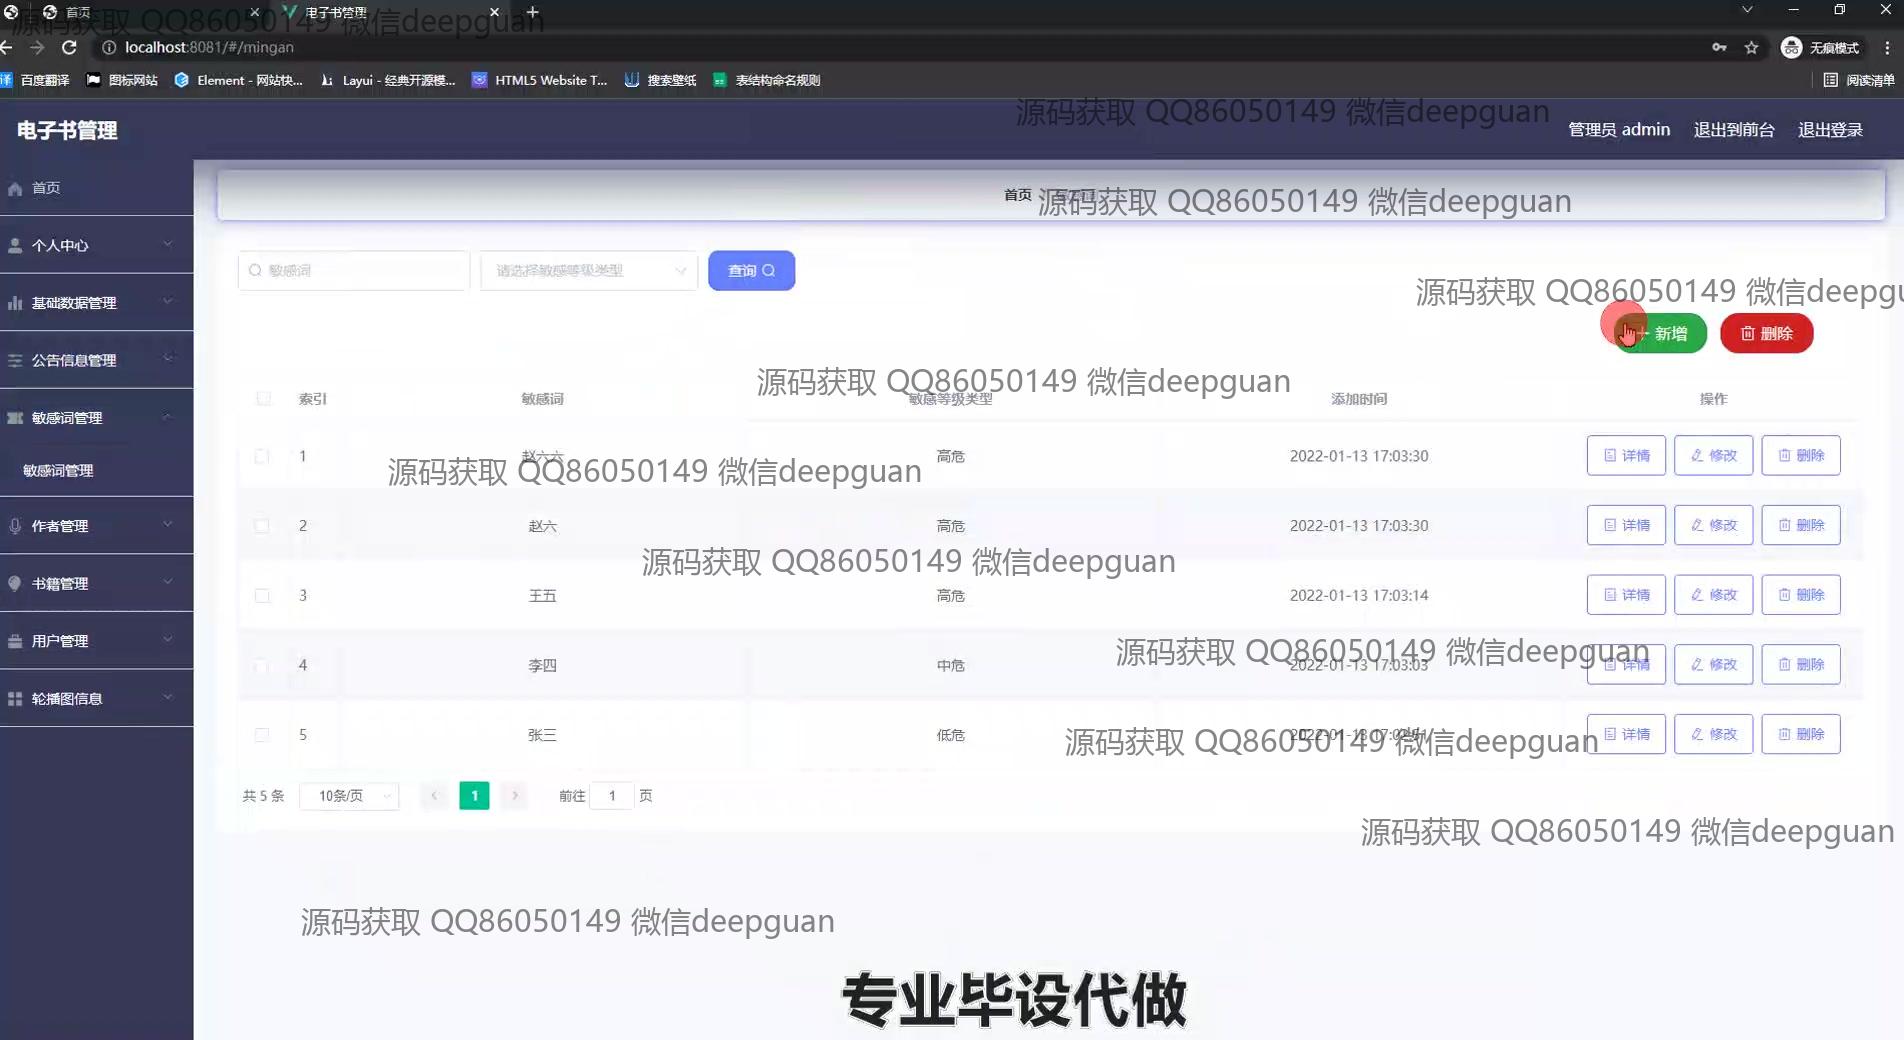 首页
电子书管理
源码获取 QQ86050149 微信deepguan
localhost:8081/#/mingan
无痕模式
百度翻译
图标网站
Element - 网站快...
Layui - 经典开源模...
HTML5 Website T...
搜索壁纸
表结构命名规则
阅读清单
电子书管理
源码获取 QQ86050149 微信deepguan
管理员 admin
退出到前台
退出登录
首页
个人中心
基础数据管理
公告信息管理
敏感词管理
敏感词管理
作者管理
书籍管理
用户管理
轮播图信息
首页
源码获取 QQ86050149 微信deepguan
敏感词
请选择敏感等级类型
查询
源码获取 QQ86050149 微信deepgu
新增
删除
源码获取 QQ86050149 微信deepguan
索引 敏感词 敏感等级类型 添加时间 操作
1 赵六六 高危 2022-01-13 17:03:30 详情 修改 删除
源码获取 QQ86050149 微信deepguan
2 赵六 高危 2022-01-13 17:03:30 详情 修改 删除
源码获取 QQ86050149 微信deepguan
3 王五 高危 2022-01-13 17:03:14 详情 修改 删除
源码获取 QQ86050149 微信deepguan
4 李四 中危 2022-01-13 17:03:03 详情 修改 删除
5 张三 低危 详情 修改 删除
源码获取 QQ86050149 微信deepguan
共 5 条 10条/页 1 前往 1 页
源码获取 QQ86050149 微信deepguan
源码获取 QQ86050149 微信deepguan
专业毕设代做